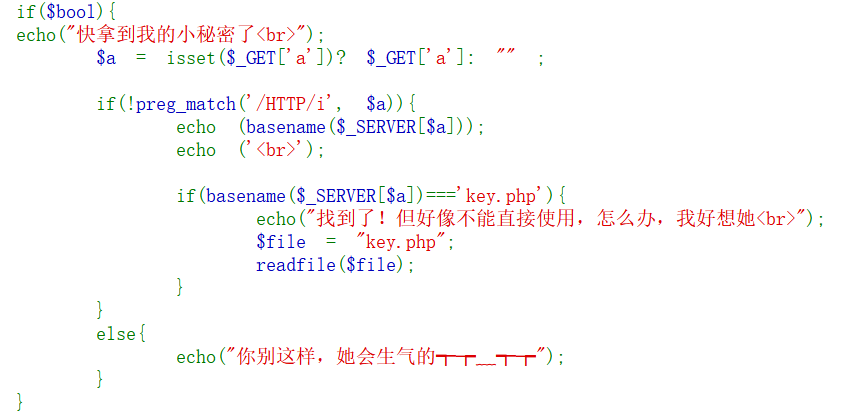 if($bool){
echo("快拿到我的小秘密了<br>");
$a = isset($_GET['a'])? $_GET['a']: "" ;
if(!preg_match('/HTTP/i', $a)){
echo (basename($_SERVER[$a]));
echo ('<br>');
if(basename($_SERVER[$a])==='key.php'){
echo("找到了！但好像不能直接使用，怎么办，我好想她<br>");
$file = "key.php";
readfile($file);
}
}
else{
echo("你别这样，她会生气的┭┮﹏┭┮");
}
}